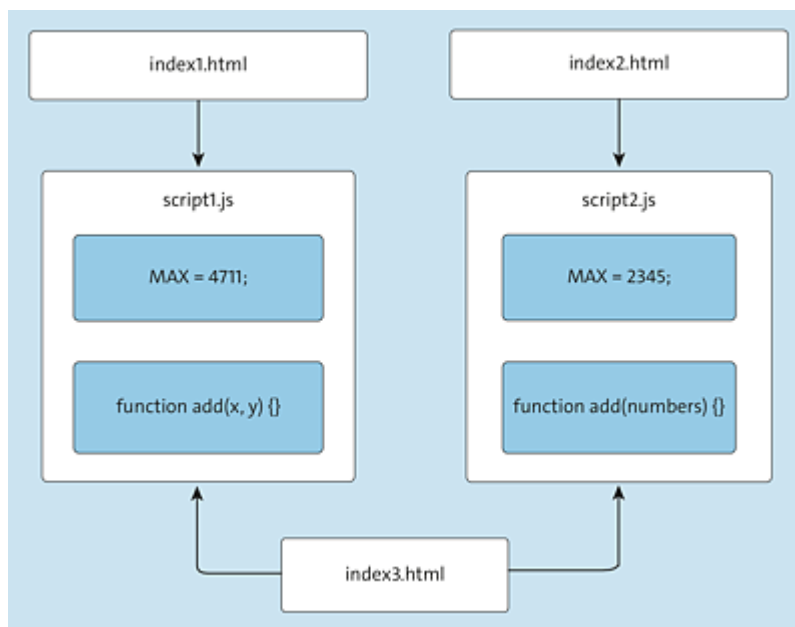 index1.html
index2.html
script1.js
MAX = 4711;
function add(x, y) {}
script2.js
MAX = 2345;
function add(numbers) {}
index3.html